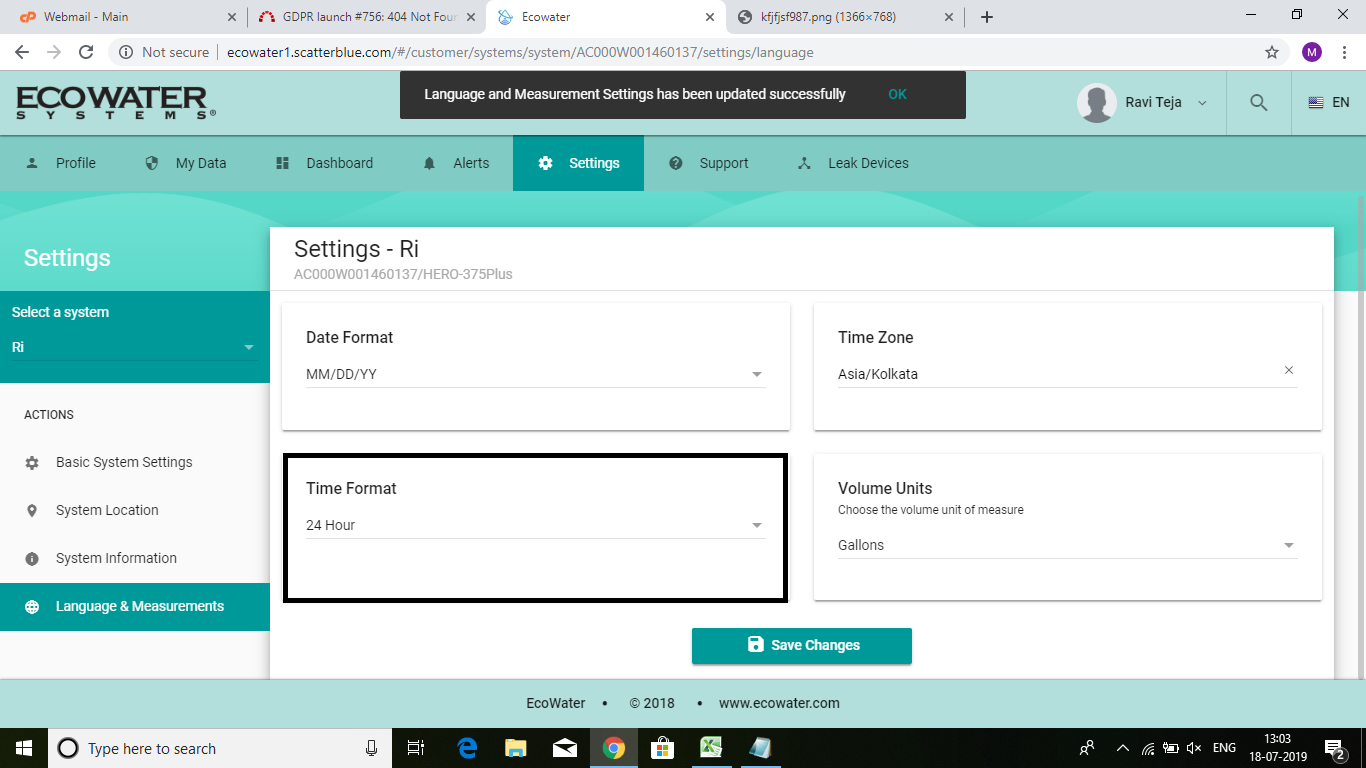 Webmail - Main
GDPR launch #756: 404 Not Four
Ecowater
kfjfjsf987.png (1366×768)
Not secure
ecowater1.scatterblue.com/#/customer/systems/system/AC000W001460137/settings/language
M
ECOWATER
SYSTEMS
Language and Measurement Settings has been updated successfully
OK
Ravi Teja
EN
Profile
My Data
Dashboard
Alerts
Settings
Support
Leak Devices
Settings
Select a system
Ri
ACTIONS
Basic System Settings
System Location
System Information
Language & Measurements
Settings - Ri
AC000W001460137/HERO-375Plus
Date Format
MM/DD/YY
Time Zone
Asia/Kolkata
Time Format
24 Hour
Volume Units
Choose the volume unit of measure
Gallons
Save Changes
EcoWater • © 2018 • www.ecowater.com
Type here to search
ENG
13:03
18-07-2019
2